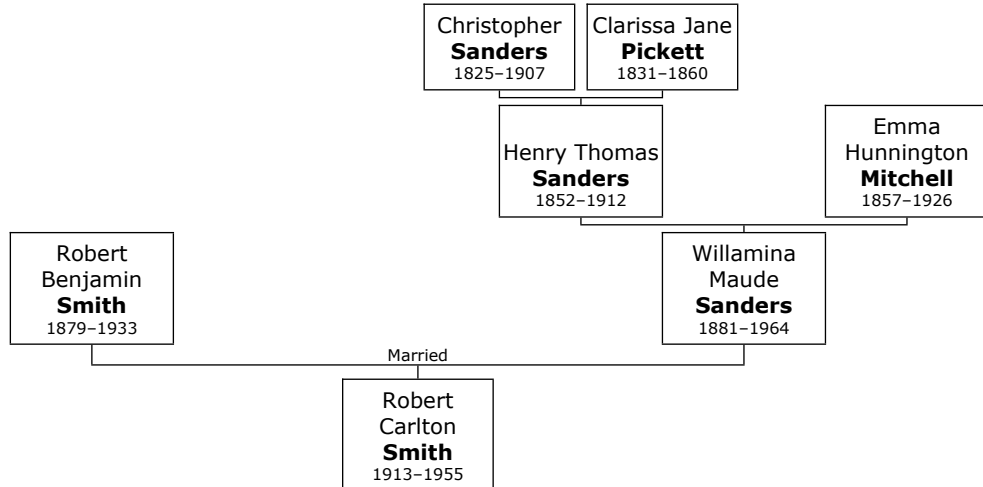 Christopher
Sanders
1825–1907
Clarissa Jane
Pickett
1831–1860
Henry Thomas
Sanders
1852–1912
Emma
Hunnington
Mitchell
1857–1926
Robert
Benjamin
Smith
1879–1933
Willamina
Maude
Sanders
1881–1964
Married
Robert
Carlton
Smith
1913–1955